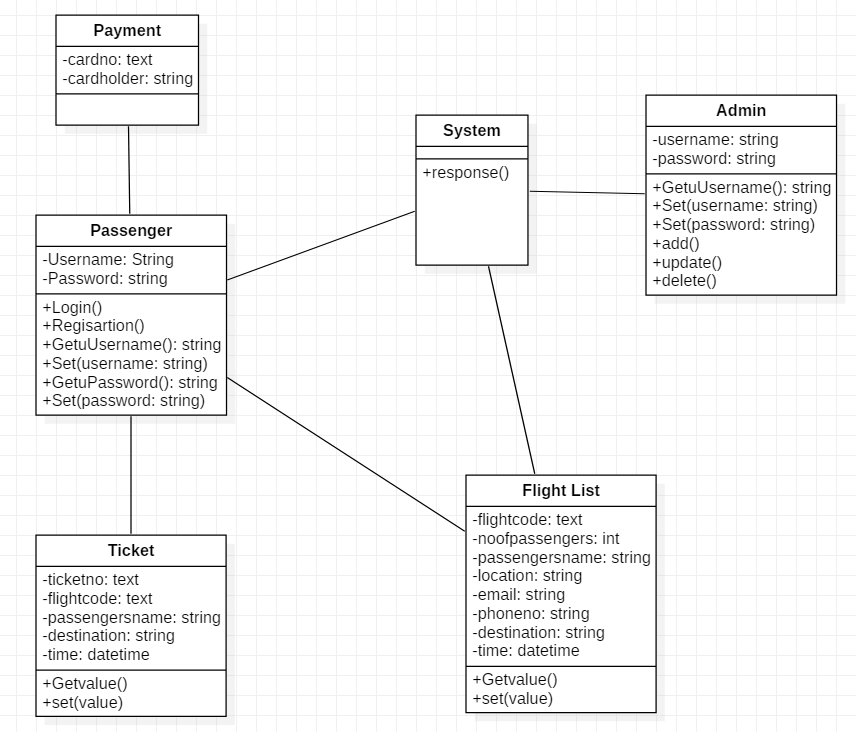 Payment
-cardno: text
-cardholder: string
System
+response()
Admin
-username: string
-password: string
+GetuUsername(): string
+Set(username: string)
+Set(password: string)
+add()
+update()
+delete()
Passenger
-Username: String
-Password: string
+Login()
+Regisartion()
+GetuUsername(): string
+Set(username: string)
+GetuPassword(): string
+Set(password: string)
Flight List
-flightcode: text
-noofpassengers: int
-passengersname: string
-location: string
-email: string
-phoneno: string
-destination: string
-time: datetime
+Getvalue()
+set(value)
Ticket
-ticketno: text
-flightcode: text
-passengersname: string
-destination: string
-time: datetime
+Getvalue()
+set(value)